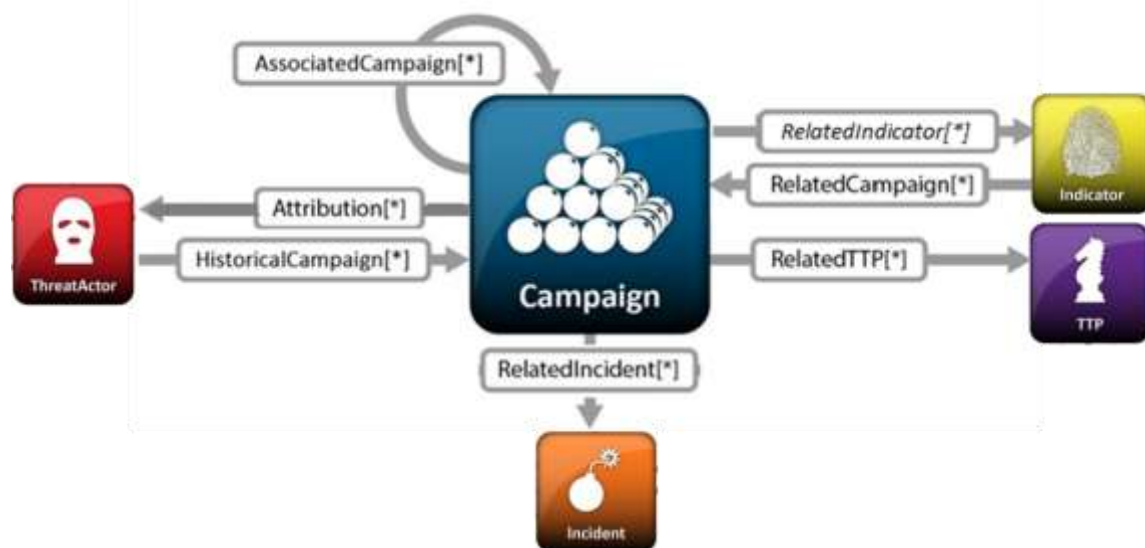 AssociatedCampaign[*]
RelatedIndicator[*]
Indicator
RelatedCampaign[*]
Attribution[*]
ThreatActor
HistoricalCampaign[*]
Campaign
RelatedTTP[*]
TTP
RelatedIncident[*]
Incident